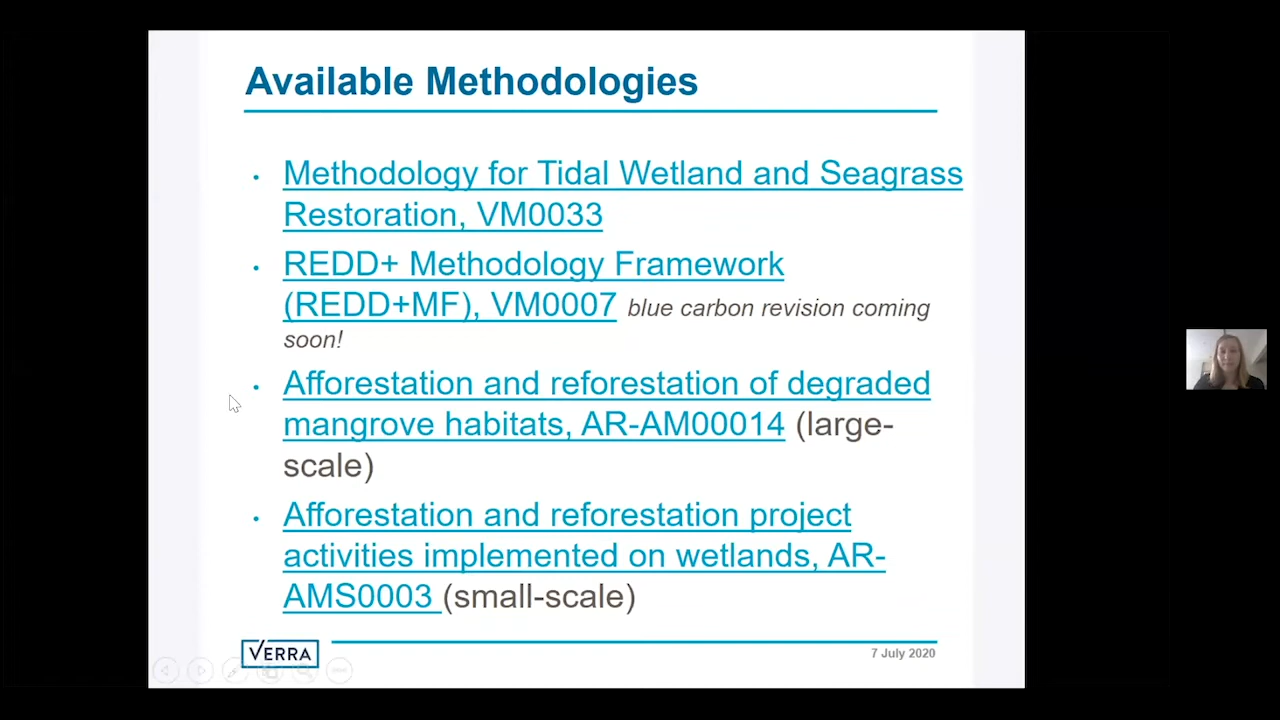 Available Methodologies
• Methodology for Tidal Wetland and Seagrass
Restoration, VM0033
• REDD+ Methodology Framework
(REDD+MF), VM0007 blue carbon revision coming
soon!
• Afforestation and reforestation of degraded
mangrove habitats, AR-AM00014 (large-
scale)
• Afforestation and reforestation project
activities implemented on wetlands, AR-
AMS0003 (small-scale)
VERRA
7 July 2020